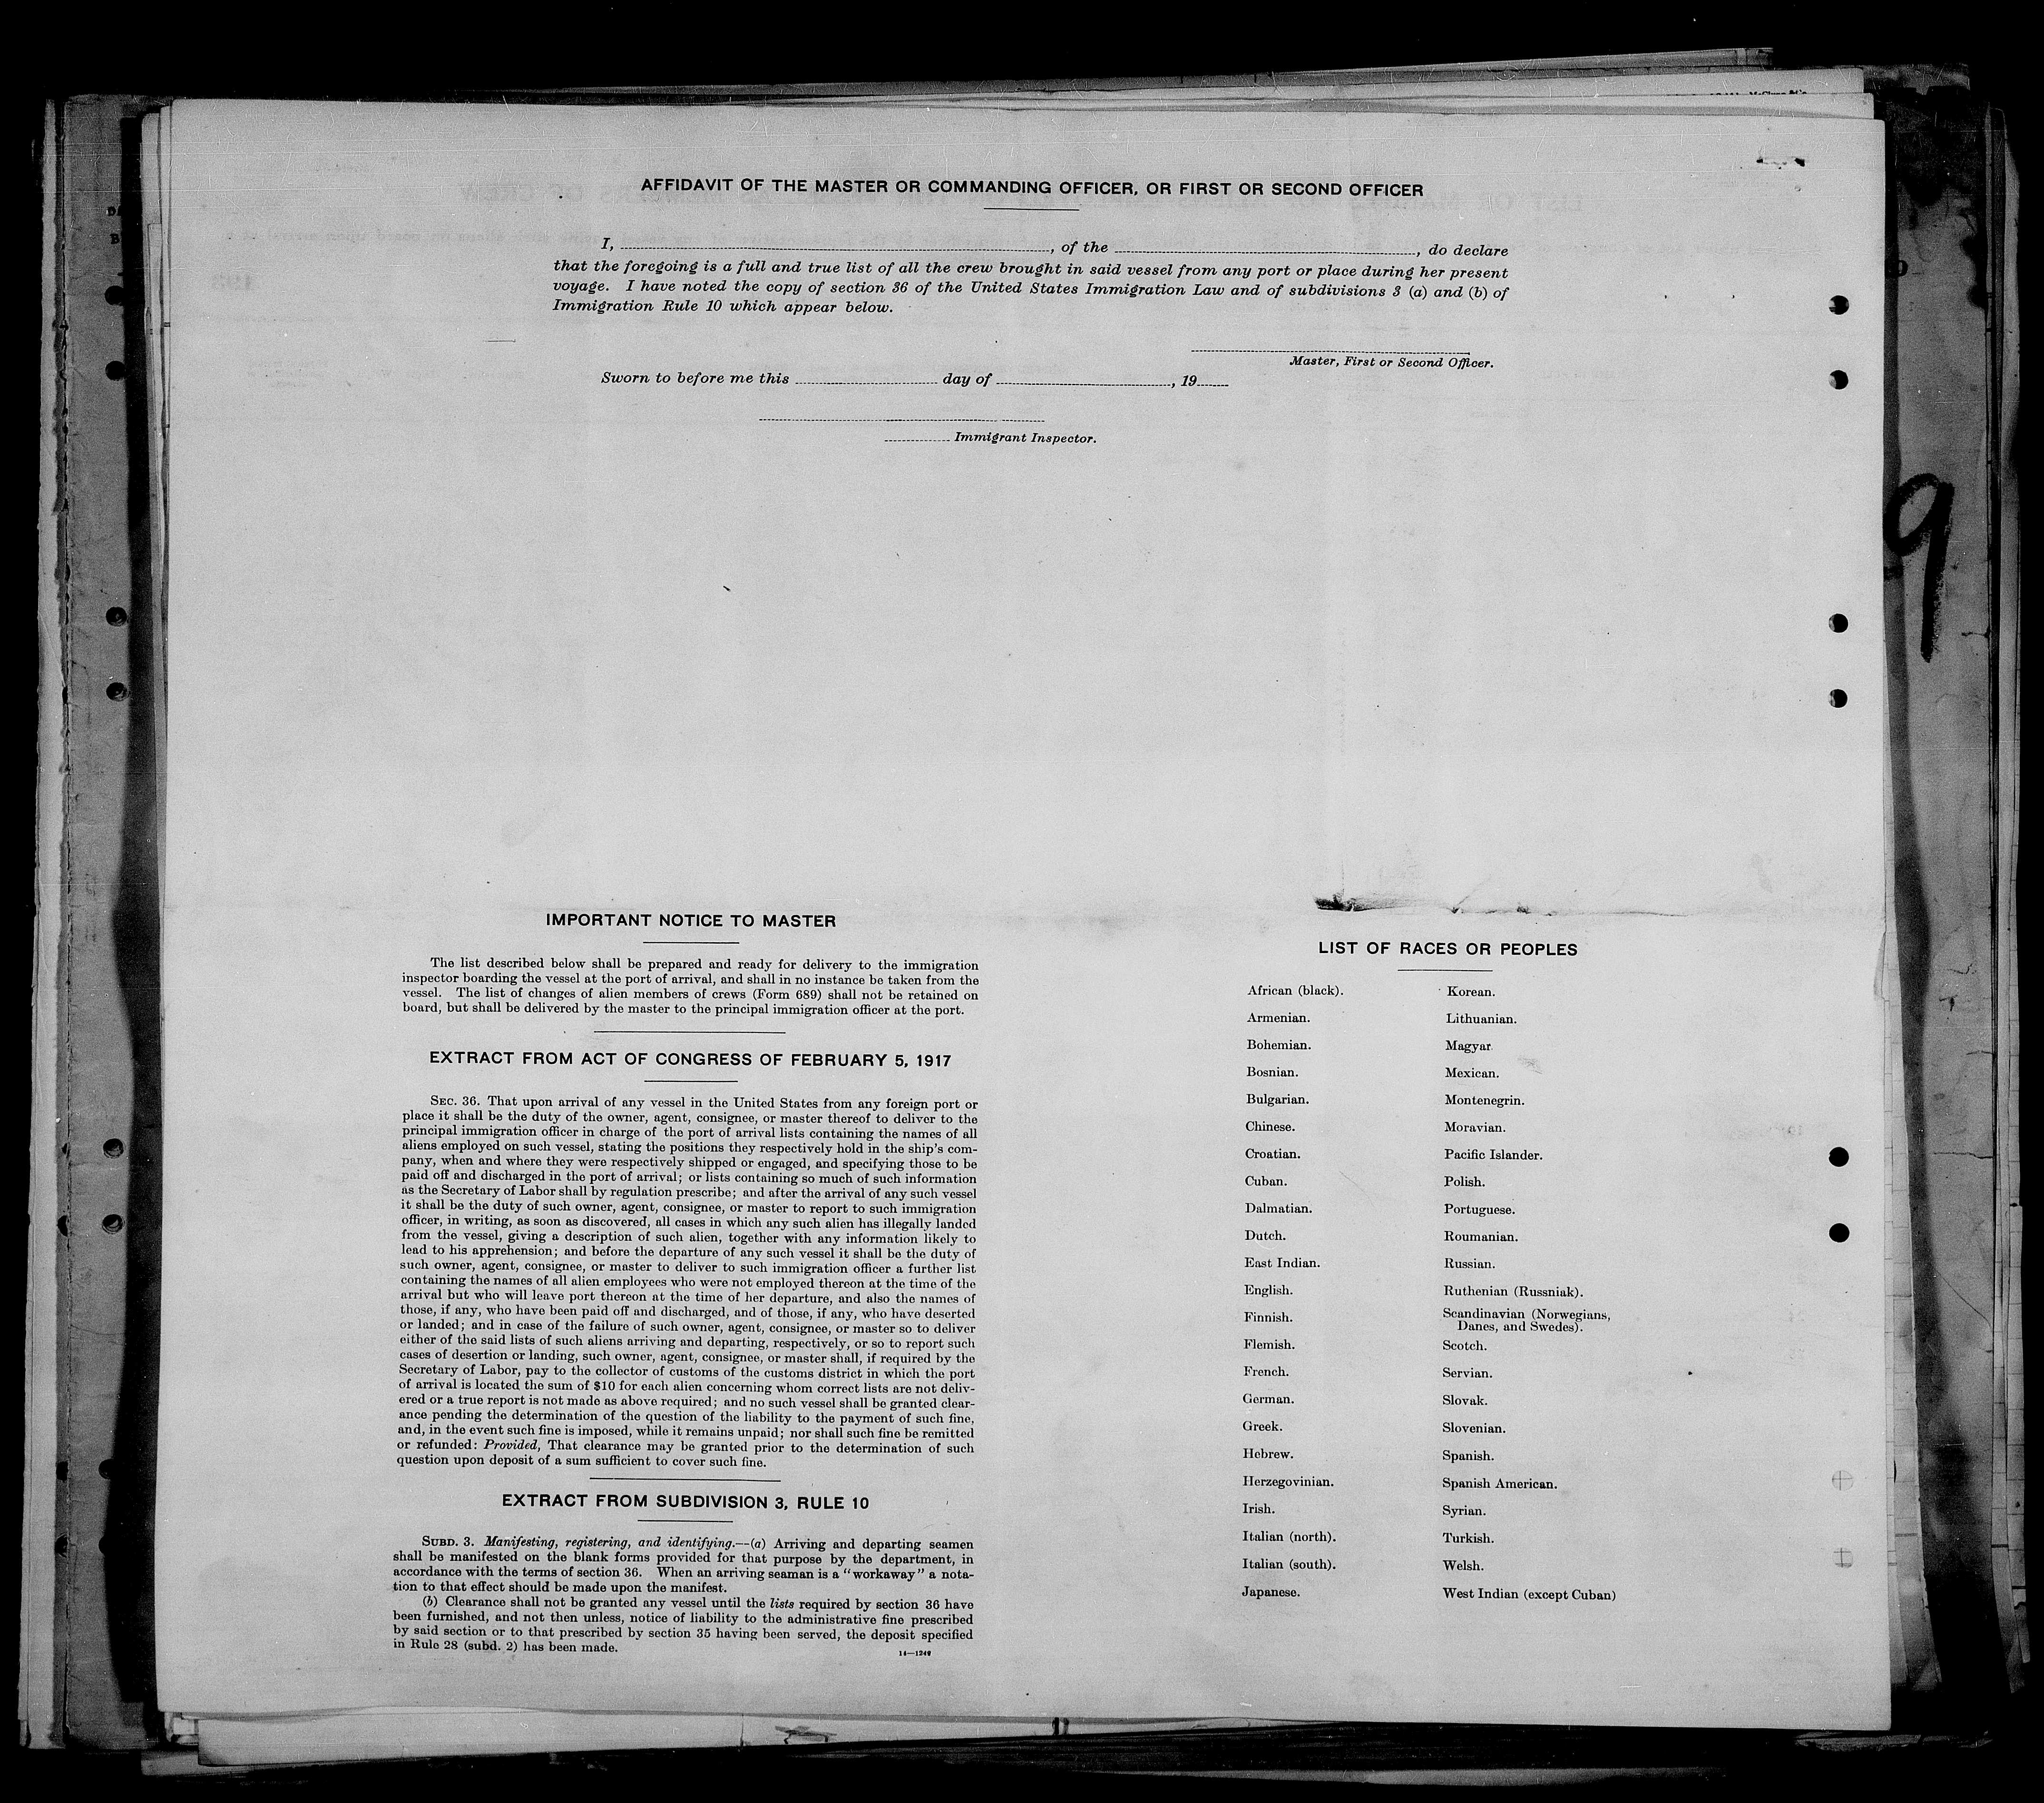 AFFIDAVIT OF THE MASTER OR COMMANDING OFFICER, OR FIRST OR SECOND OFFICER
I, , of the , do declare
that the foregoing is a full and true list of all the crew brought in said vessel from any port or place during her present
voyage. I have noted the copy of section 36 of the United States Immigration Law and of subdivisions 3 (a) and (b) of
Immigration Rule 10 which appear below.
Master, First or Second Officer.
Sworn to before me this day of , 19
Immigrant Inspector.
9
IMPORTANT NOTICE TO MASTER
The list described below shall be prepared and ready for delivery to the immigration
inspector boarding the vessel at the port of arrival, and shall in no instance be taken from the
vessel. The list of changes of alien members of crews (Form 689) shall not be retained on
board, but shall be delivered by the master to the principal immigration officer at the port.
EXTRACT FROM ACT OF CONGRESS OF FEBRUARY 5, 1917
SEC. 36. That upon arrival of any vessel in the United States from any foreign port or
place it shall be the duty of the owner, agent, consignee, or master thereof to deliver to the
principal immigration officer in charge of the port of arrival lists containing the names of all
aliens employed on such vessel, stating the positions they respectively hold in the ship's com-
pany, when and where they were respectively shipped or engaged, and specifying those to be
paid off and discharged in the port of arrival; or lists containing so much of such information
as the Secretary of Labor shall by regulation prescribe; and after the arrival of any such vessel
it shall be the duty of such owner, agent, consignee, or master to report to such immigration
officer, in writing, as soon as discovered, all cases in which any such alien has illegally landed
from the vessel, giving a description of such alien, together with any information likely to
lead to his apprehension; and before the departure of any such vessel it shall be the duty of
such owner, agent, consignee, or master to deliver to such immigration officer a further list
containing the names of all alien employees who were not employed thereon at the time of the
arrival but who will leave port thereon at the time of her departure, and also the names of
those, if any, who have been paid off and discharged, and of those, if any, who have deserted
or landed; and in case of the failure of such owner, agent, consignee, or master so to deliver
either of the said lists of such aliens arriving and departing, respectively, or so to report such
cases of desertion or landing, such owner, agent, consignee, or master shall, if required by the
Secretary of Labor, pay to the collector of customs of the customs district in which the port
of arrival is located the sum of $10 for each alien concerning whom correct lists are not deliv-
ered or a true report is not made as above required; and no such vessel shall be granted clear-
ance pending the determination of the question of the liability to the payment of such fine,
and, in the event such fine is imposed, while it remains unpaid; nor shall such fine be remitted
or refunded: Provided, That clearance may be granted prior to the determination of such
question upon deposit of a sum sufficient to cover such fine.
EXTRACT FROM SUBDIVISION 3, RULE 10
SUBD. 3. Manifesting, registering, and identifying.—(a) Arriving and departing seamen
shall be manifested on the blank forms provided for that purpose by the department, in
accordance with the terms of section 36. When an arriving seaman is a "workaway" a nota-
tion to that effect should be made upon the manifest.
(b) Clearance shall not be granted any vessel until the lists required by section 36 have
been furnished, and not then unless, notice of liability to the administrative fine prescribed
by said section or to that prescribed by section 35 having been served, the deposit specified
in Rule 28 (subd. 2) has been made.
14—1249
LIST OF RACES OR PEOPLES
African (black).
Armenian.
Bohemian.
Bosnian.
Bulgarian.
Chinese.
Croatian.
Cuban.
Dalmatian.
Dutch.
East Indian.
English.
Finnish.
Flemish.
French.
German.
Greek.
Hebrew.
Herzegovinian.
Irish.
Italian (north).
Italian (south).
Japanese.
Korean.
Lithuanian.
Magyar
Mexican.
Montenegrin.
Moravian.
Pacific Islander.
Polish.
Portuguese.
Roumanian.
Russian.
Ruthenian (Russniak).
Scandinavian (Norwegians,
Danes, and Swedes).
Scotch.
Servian.
Slovak.
Slovenian.
Spanish.
Spanish American.
Syrian.
Turkish.
Welsh.
West Indian (except Cuban)